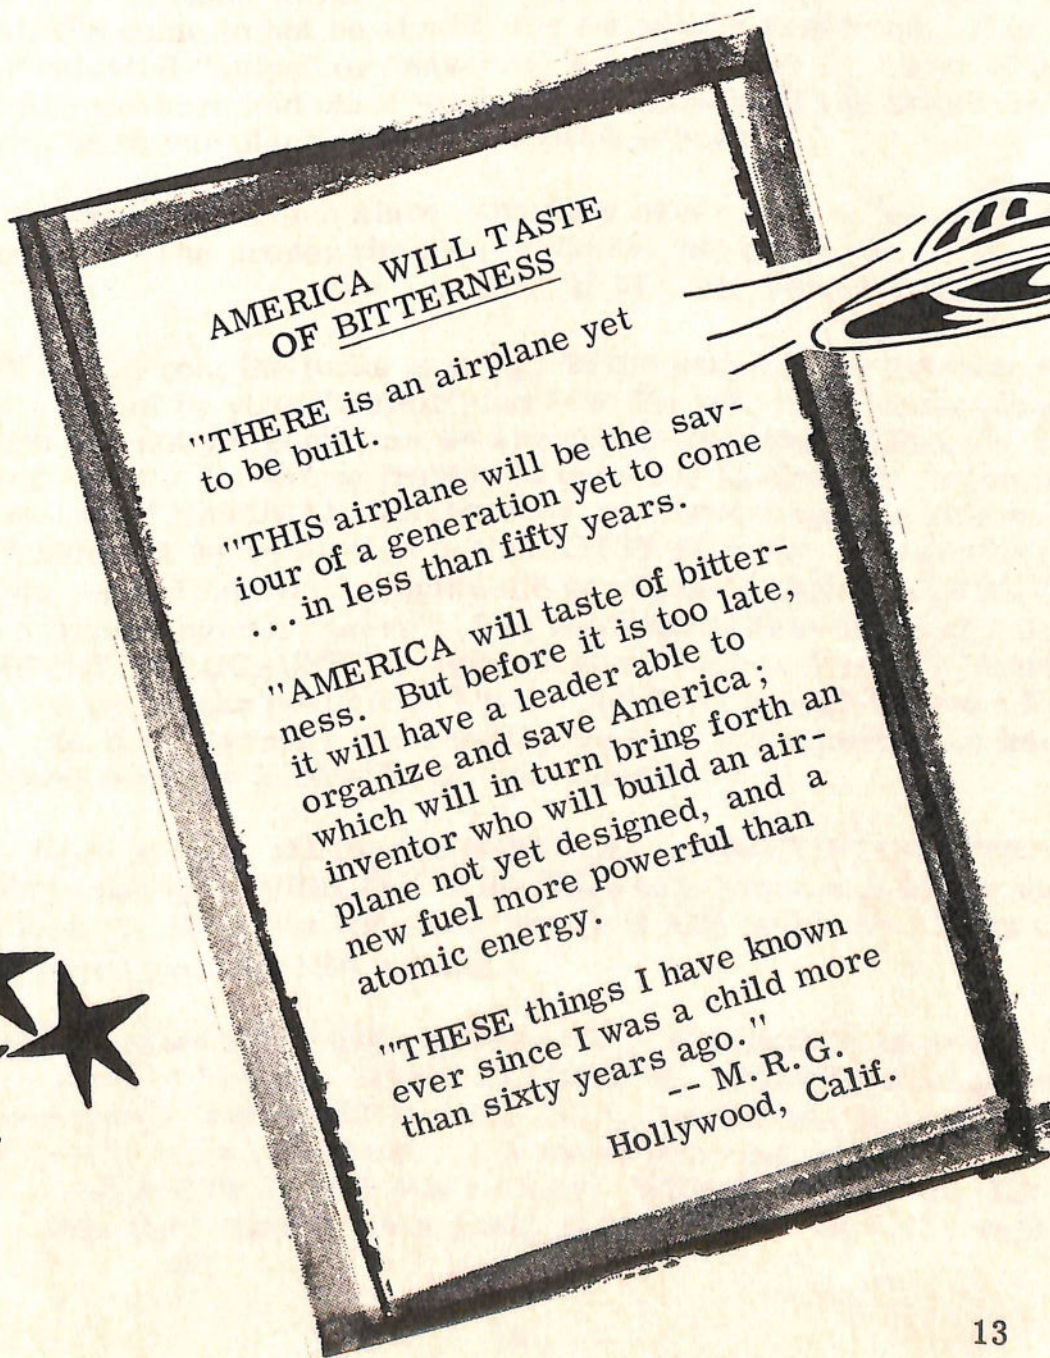 AMERICA WILL TASTE
OF BITTERNESS
"THERE is an airplane yet
to be built.
"THIS airplane will be the sav-
iour of a generation yet to come
...in less than fifty years.
"AMERICA will taste of bitter-
ness. But before it is too late,
it will have a leader able to
organize and save America;
which will in turn bring forth an
inventor who will build an air-
plane not yet designed, and a
new fuel more powerful than
atomic energy.
"THESE things I have known
ever since I was a child more
than sixty years ago."
-- M.R.G.
Hollywood, Calif.
13